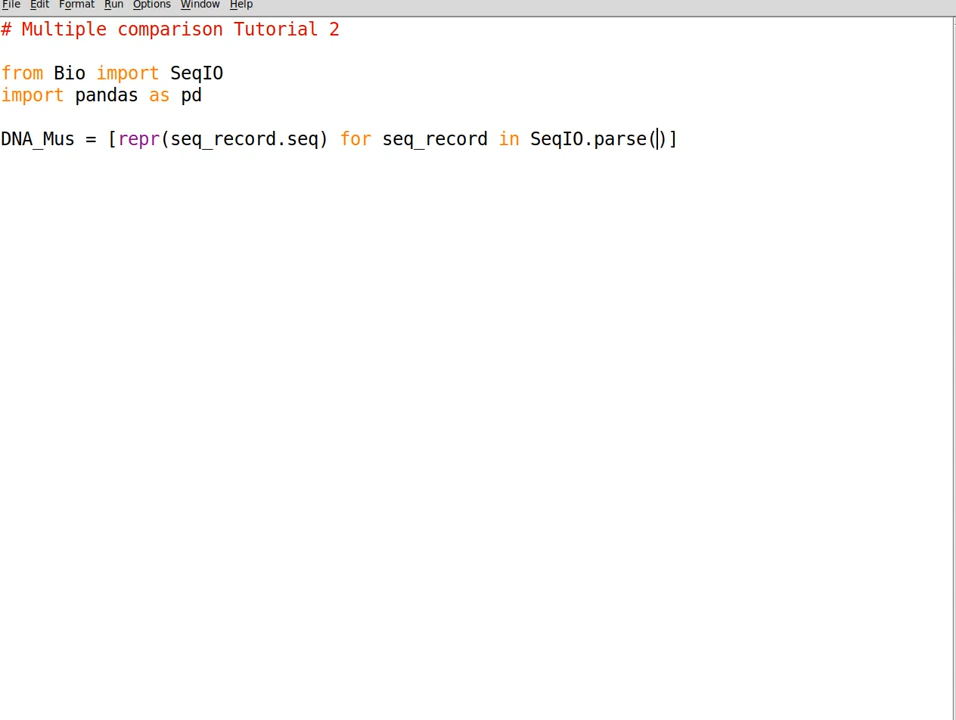 File Edit Format Run Options Window Help
# Multiple comparison Tutorial 2
from Bio import SeqIO
import pandas as pd
DNA_Mus = [repr(seq_record.seq) for seq_record in SeqIO.parse()]